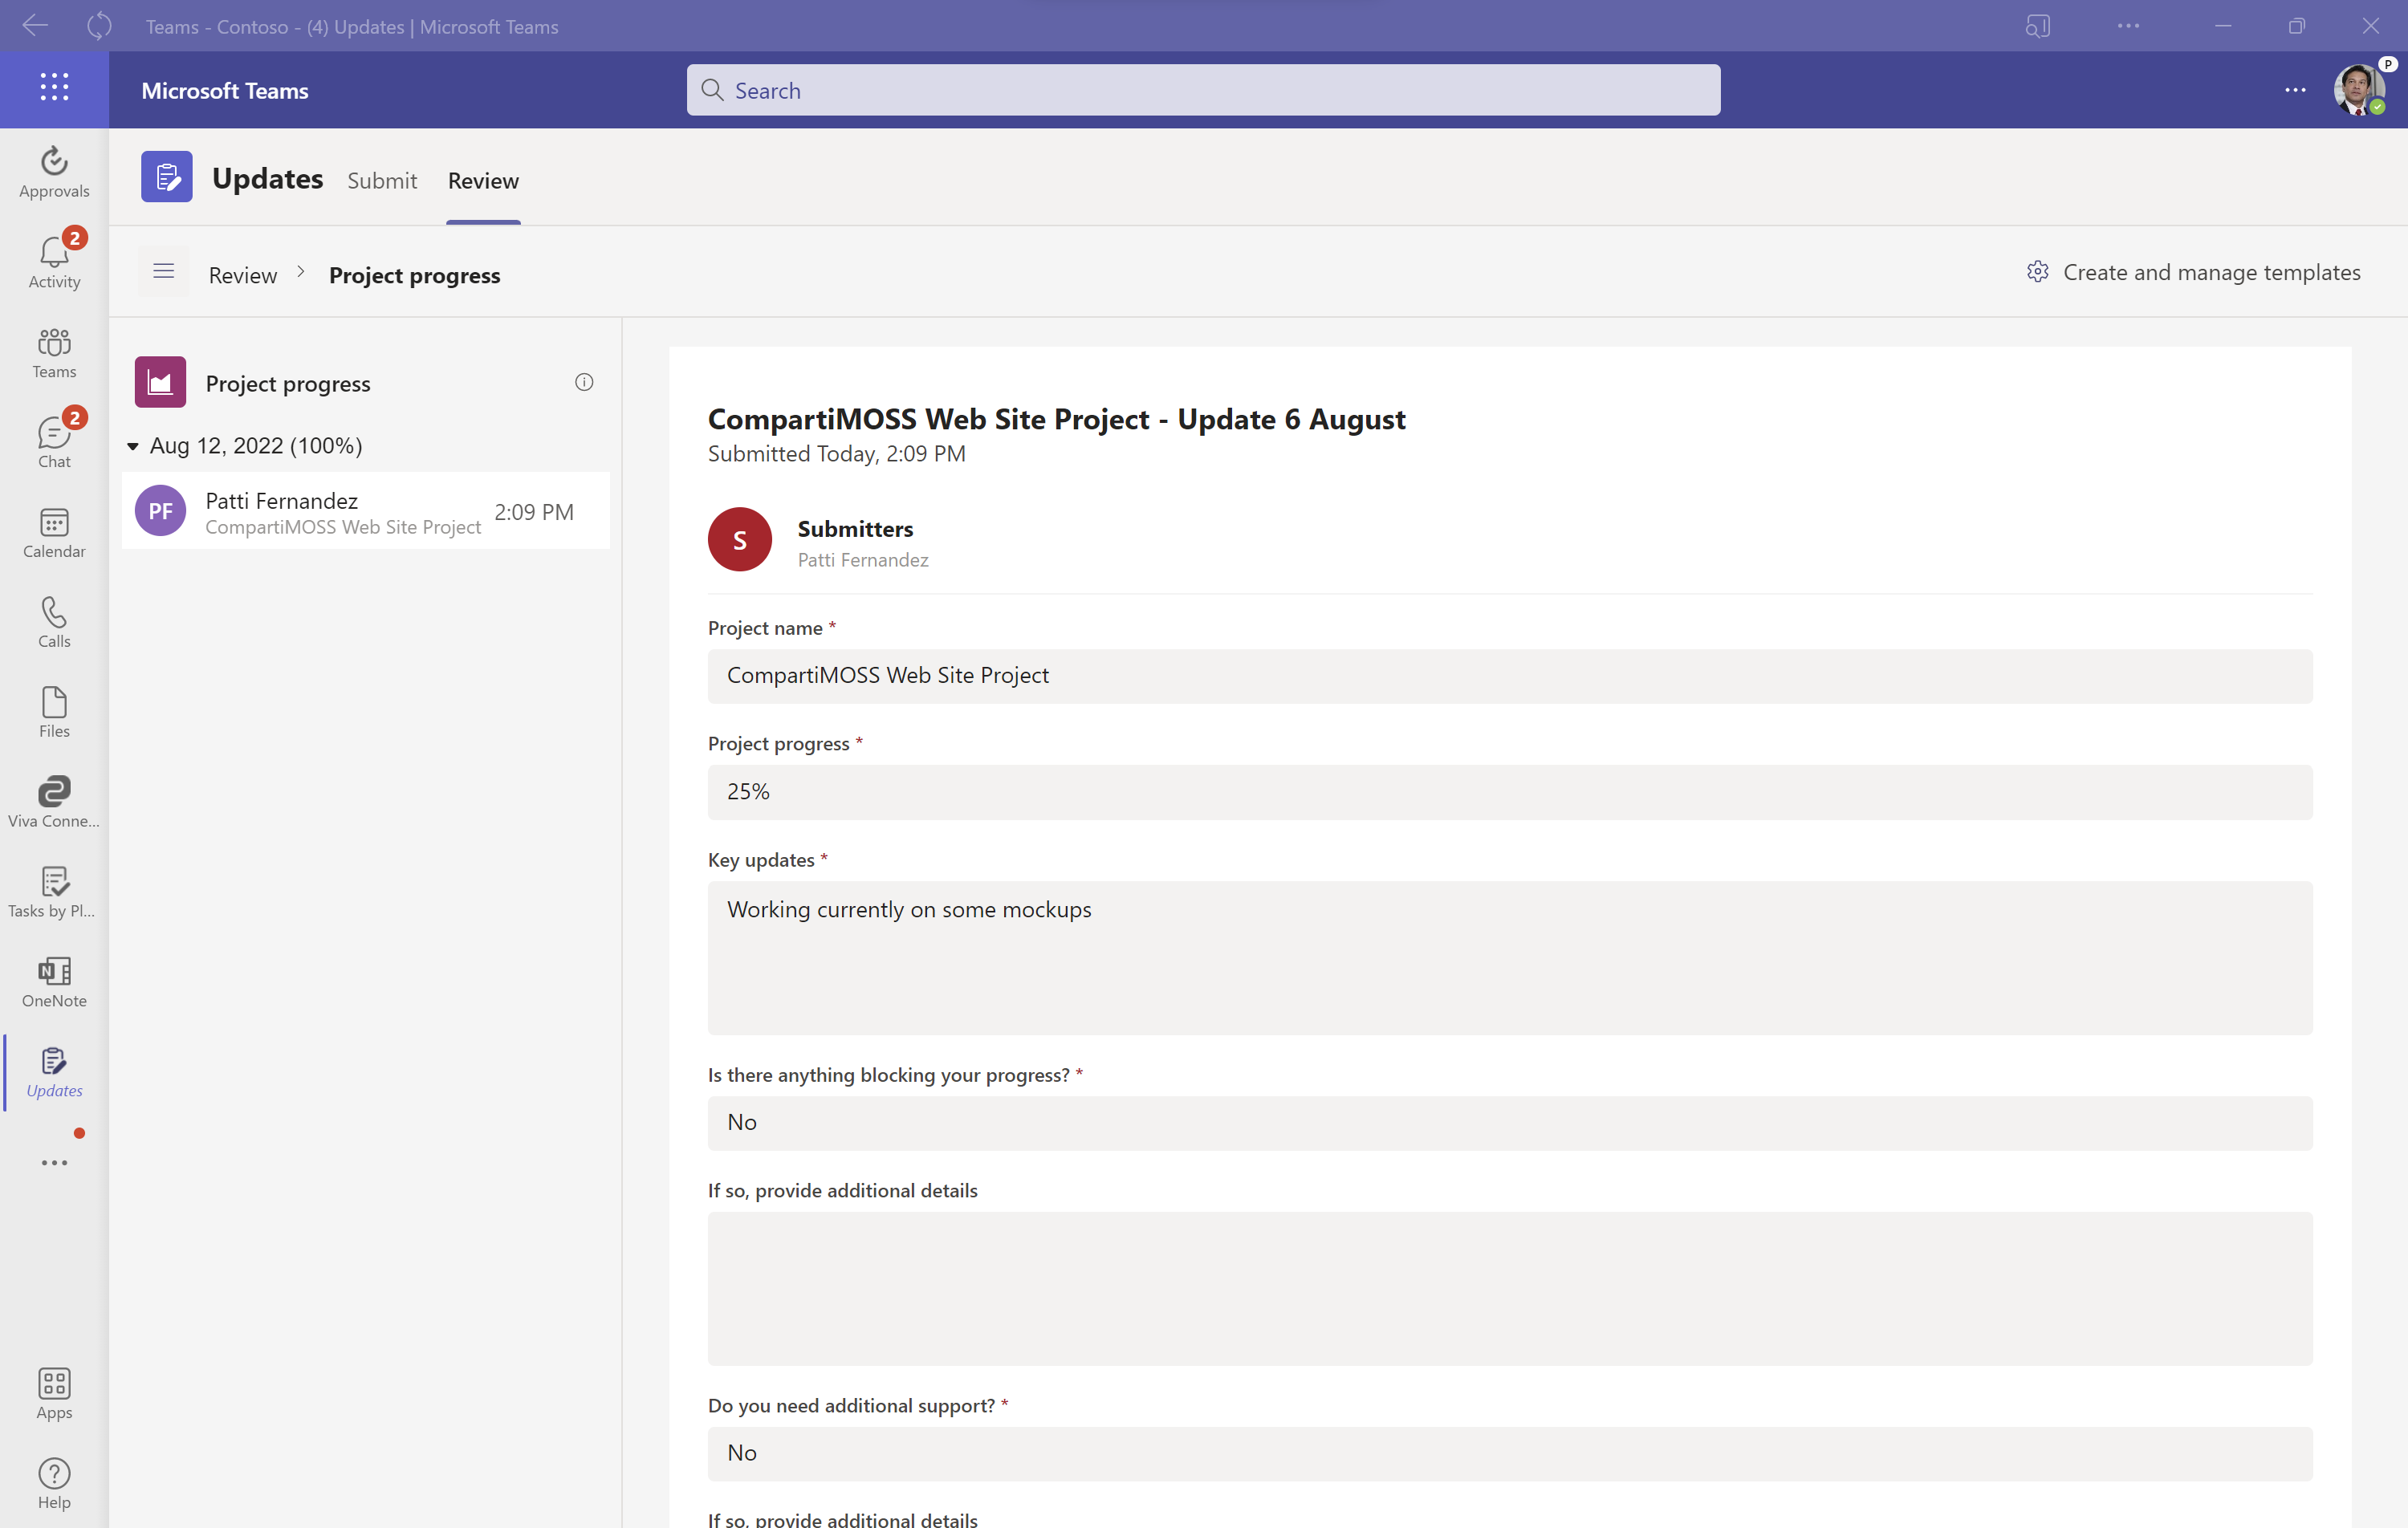 Teams - Contoso - (4) Updates | Microsoft Teams
Microsoft Teams
Search
P
Approvals
2
Activity
Teams
2
Chat
Calendar
Calls
Files
Viva Conne...
Tasks by Pl...
N
OneNote
Updates
Apps
?
Help
Updates
Submit
Review
Review > Project progress
Create and manage templates
Project progress
Aug 12, 2022 (100%)
PF
Patti Fernandez
CompartiMOSS Web Site Project
2:09 PM
CompartiMOSS Web Site Project - Update 6 August
Submitted Today, 2:09 PM
S
Submitters
Patti Fernandez
Project name *
CompartiMOSS Web Site Project
Project progress *
25%
Key updates *
Working currently on some mockups
Is there anything blocking your progress? *
No
If so, provide additional details
Do you need additional support? *
No
If so, provide additional details